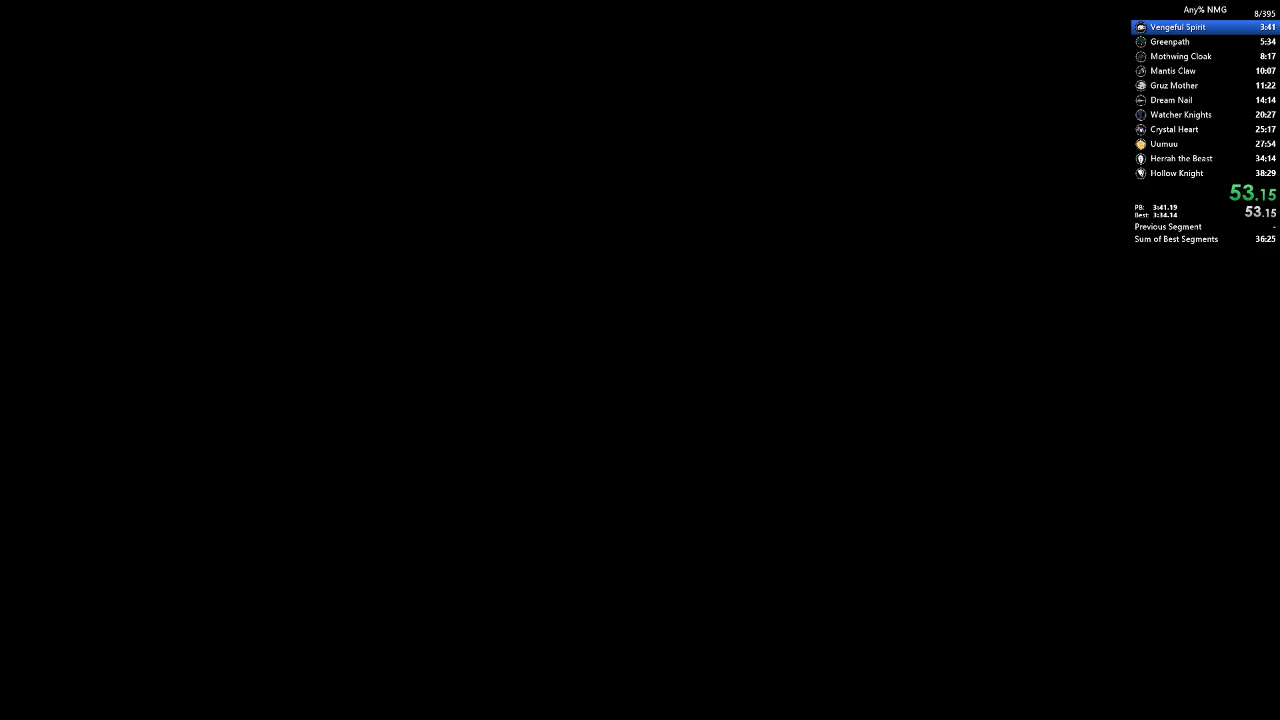 Any% NMG
8/395
Vengeful Spirit 3:41
Greenpath 5:34
Mothwing Cloak 8:17
Mantis Claw 10:07
Gruz Mother 11:22
Dream Nail 14:14
Watcher Knights 20:27
Crystal Heart 25:17
Uumuu 27:54
Herrah the Beast 34:14
Hollow Knight 38:29
53.15
PB: 3:41.19
Best: 3:34.14
53.15
Previous Segment -
Sum of Best Segments 36:25